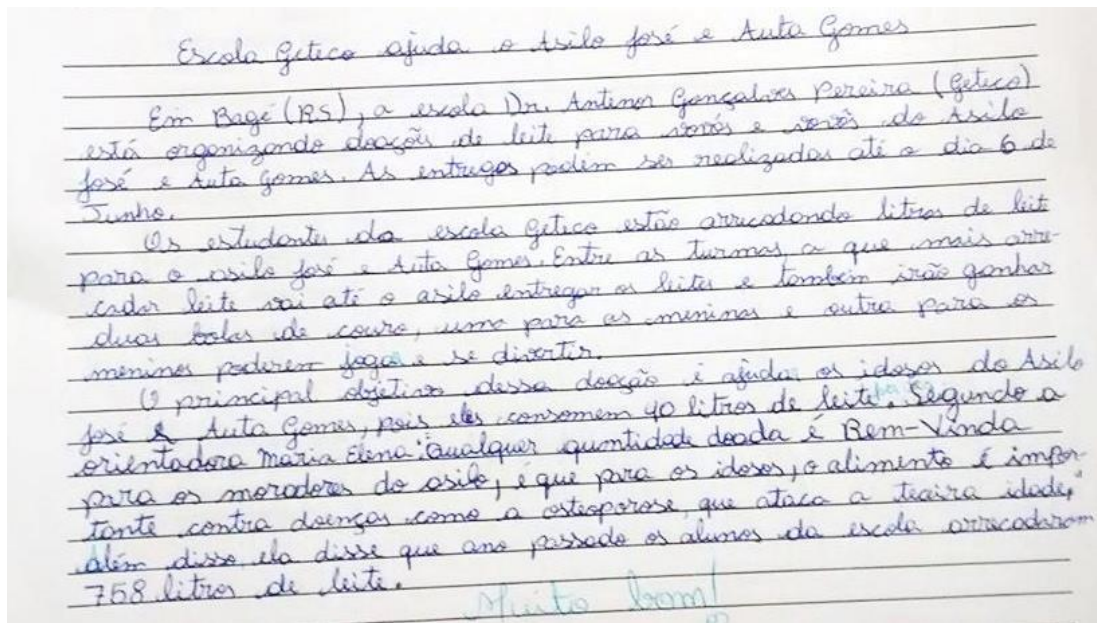 Escola Geteco ajuda o Asilo José e Auta Gomes
Em Bagé (RS), a escola Dr. Antenor Gonçalves Pereira (Geteco)
está organizando doações de leite para vovós e vovôs do Asilo
José e Auta Gomes. As entregas podem ser realizadas até o dia 6 de
Junho.
Os estudantes da escola Geteco estão arrecadando litros de leite
para o asilo José e Auta Gomes. Entre as turmas, a que mais arre-
cadar leite vai até o asilo entregar os leites e também irão ganhar
duas bolas de couro, uma para as meninas e outra para os
meninos poderem jogar e se divertir.
O principal objetivo dessa doação é ajudar os idosos do Asilo
José e Auta Gomes, pois eles consomem 90 litros de leite. Segundo a
orientadora Maria Elena: "Qualquer quantidade doada é Bem-Vinda
para os moradores do asilo, é que para os idosos, o alimento é impor-
tante contra doenças como a osteoporose, que ataca a terceira idade,"
além disso, ela disse que ano passado os alunos da escola arrecadaram
758 litros de leite.
Muito bom!